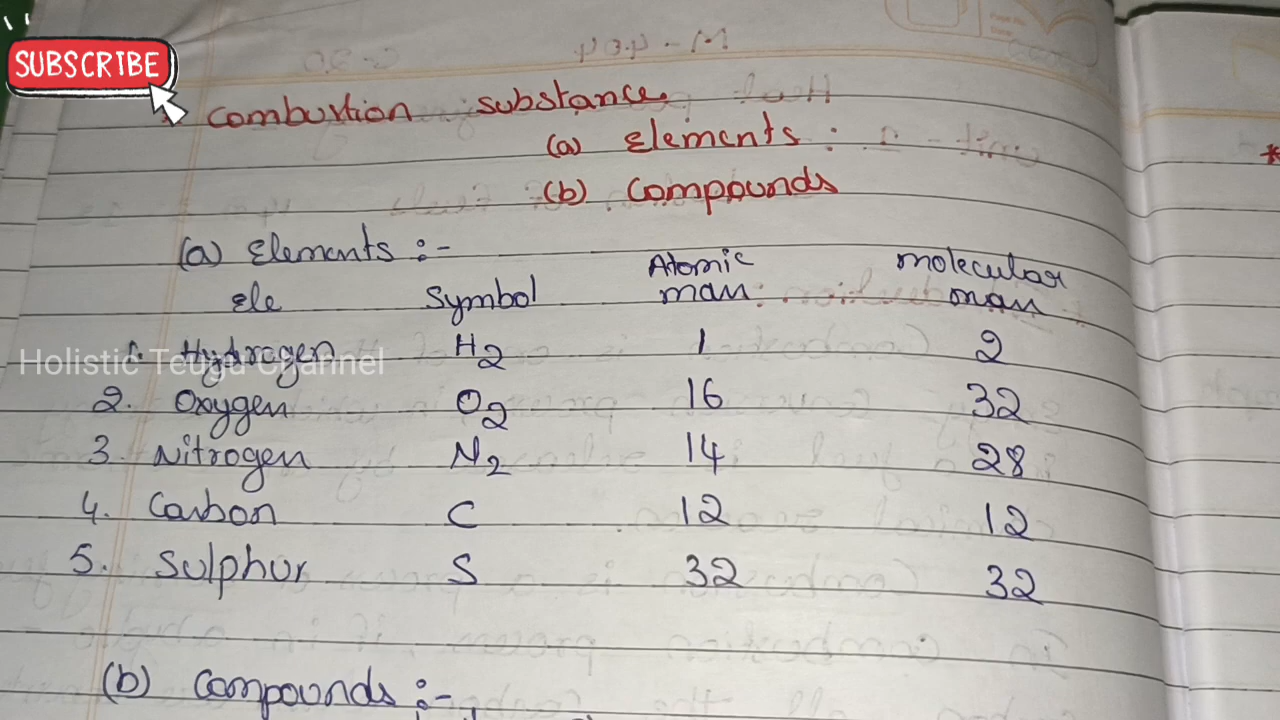 SUBSCRIBE
Combustion substance
(a) Elements :
(b) Compounds
(a) Elements :-
Ele Symbol Atomic mass Molecular mass
1. Hydrogen H2 1 2
Holistic Telugu Channel
2. Oxygen O2 16 32
3. Nitrogen N2 14 28
4. Carbon C 12 12
5. Sulphur S 32 32
(b) Compounds :-